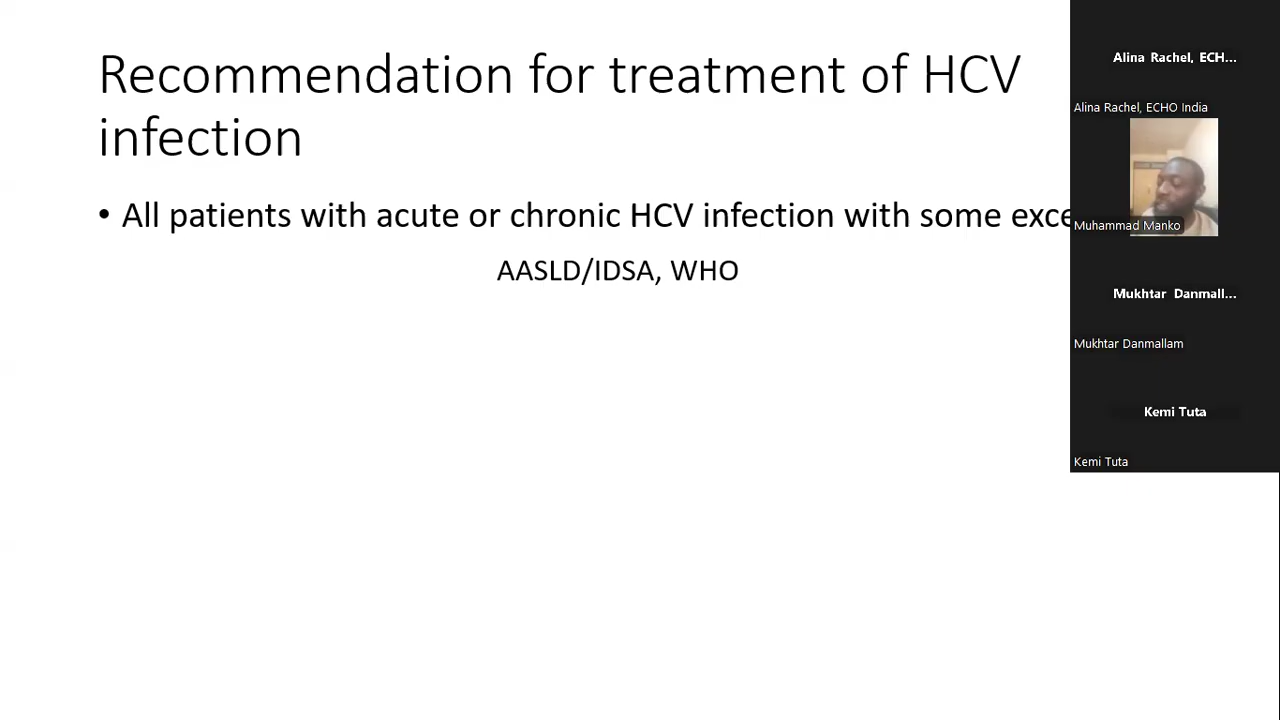 Recommendation for treatment of HCV
infection
• All patients with acute or chronic HCV infection with some exce
AASLD/IDSA, WHO
Alina Rachel, ECH...
Alina Rachel, ECHO India
Muhammad Manko
Mukhtar Danmall...
Mukhtar Danmallam
Kemi Tuta
Kemi Tuta